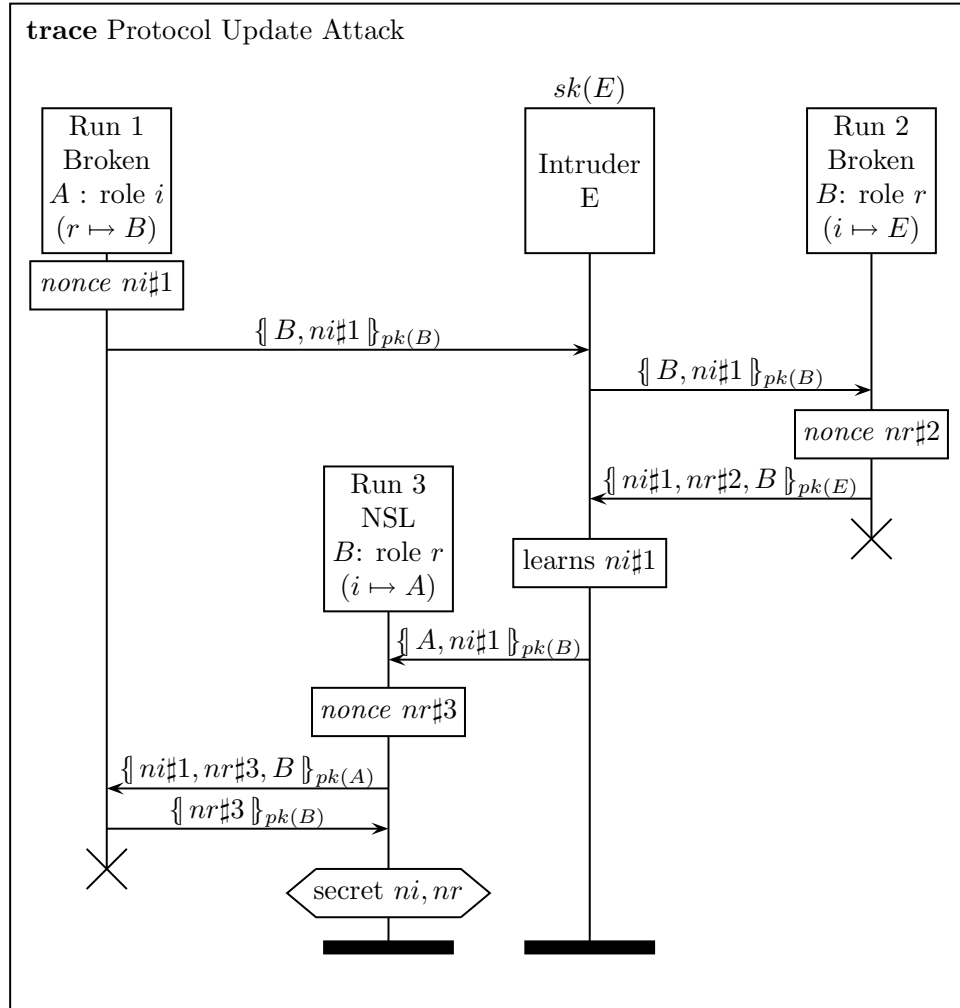 trace Protocol Update Attack
sk(E)
Run 1
Broken
A : role i
(r ↦ B)
Intruder
E
Run 2
Broken
B: role r
(i ↦ E)
nonce ni♯1
{| B, ni♯1 |}pk(B)
{| B, ni♯1 |}pk(B)
nonce nr♯2
{| ni♯1, nr♯2, B |}pk(E)
Run 3
NSL
B: role r
(i ↦ A)
learns ni♯1
{| A, ni♯1 |}pk(B)
nonce nr♯3
{| ni♯1, nr♯3, B |}pk(A)
{| nr♯3 |}pk(B)
secret ni, nr